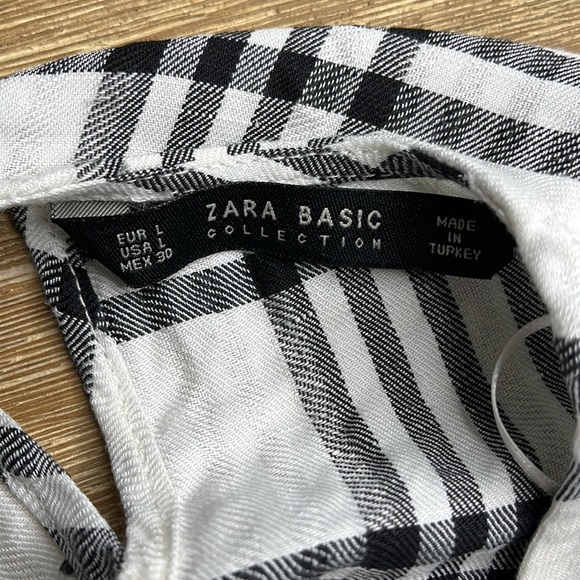 EUR L
USA L
MEX 30
ZARA BASIC
COLLECTION
MADE
IN
TURKEY